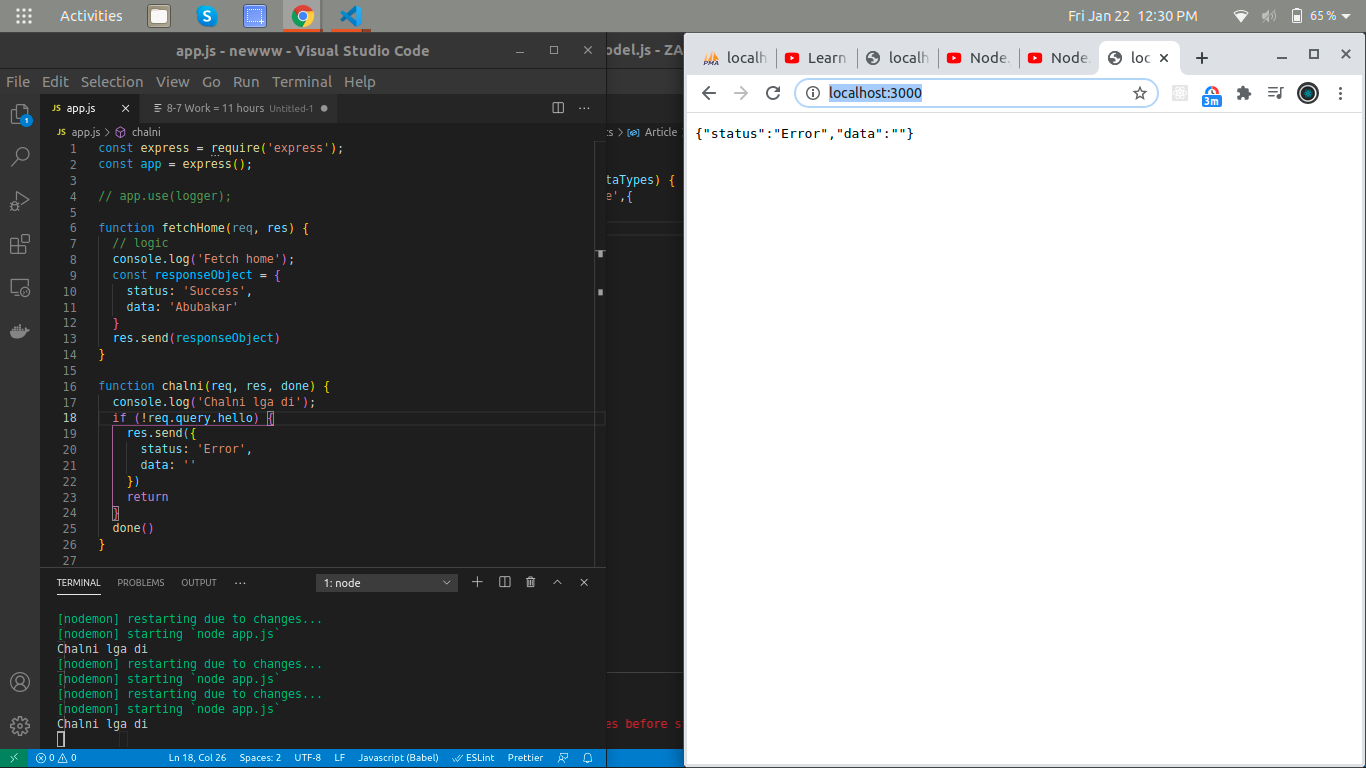 Activities
Fri Jan 22 12:30 PM
65 %
app.js - newww - Visual Studio Code
odel.js - ZA
File Edit Selection View Go Run Terminal Help
JS app.js
8-7 Work = 11 hours Untitled-1
JS app.js > chalni
1 const express = require('express');
2 const app = express();
3
4 // app.use(logger);
5
6 function fetchHome(req, res) {
7 // logic
8 console.log('Fetch home');
9 const responseObject = {
10 status: 'Success',
11 data: 'Abubakar'
12 }
13 res.send(responseObject)
14 }
15
16 function chalni(req, res, done) {
17 console.log('Chalni lga di');
18 if (!req.query.hello) {
19 res.send({
20 status: 'Error',
21 data: ''
22 })
23 return
24 }
25 done()
26 }
27
1
TERMINAL PROBLEMS OUTPUT ··· 1: node
[nodemon] restarting due to changes...
[nodemon] starting `node app.js`
Chalni lga di
[nodemon] restarting due to changes...
[nodemon] starting `node app.js`
[nodemon] restarting due to changes...
[nodemon] starting `node app.js`
Chalni lga di
0 0 Ln 18, Col 26 Spaces: 2 UTF-8 LF Javascript (Babel) ESLint Prettier
ts > Article
taTypes) {
e',{
es before s
PMA localh
Learn
localh
Node.
Node.
loc
localhost:3000
3m
{"status":"Error","data":""}